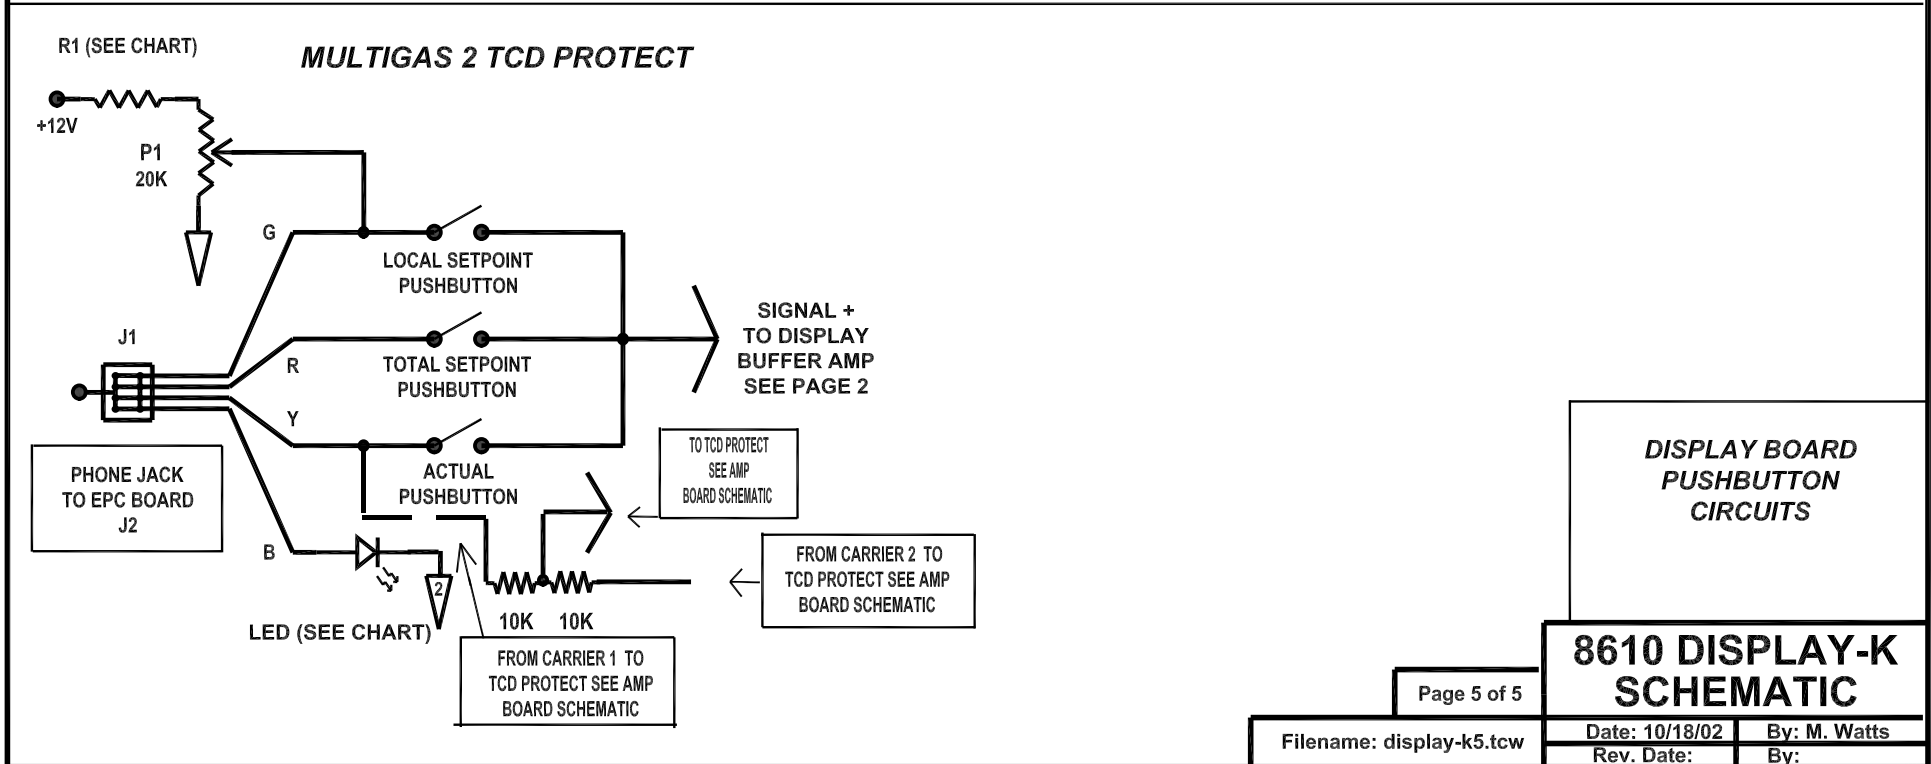 R1 (SEE CHART)
MULTIGAS 2 TCD PROTECT
+12V
P1
20K
G
LOCAL SETPOINT
PUSHBUTTON
J1
R
TOTAL SETPOINT
PUSHBUTTON
SIGNAL +
TO DISPLAY
BUFFER AMP
SEE PAGE 2
Y
ACTUAL
PUSHBUTTON
PHONE JACK
TO EPC BOARD
J2
TO TCD PROTECT
SEE AMP
BOARD SCHEMATIC
B
2
LED (SEE CHART)
10K
10K
FROM CARRIER 2 TO
TCD PROTECT SEE AMP
BOARD SCHEMATIC
FROM CARRIER 1 TO
TCD PROTECT SEE AMP
BOARD SCHEMATIC
DISPLAY BOARD
PUSHBUTTON
CIRCUITS
8610 DISPLAY-K
SCHEMATIC
Page 5 of 5
Filename: display-k5.tcw
Date: 10/18/02
By: M. Watts
Rev. Date:
By: